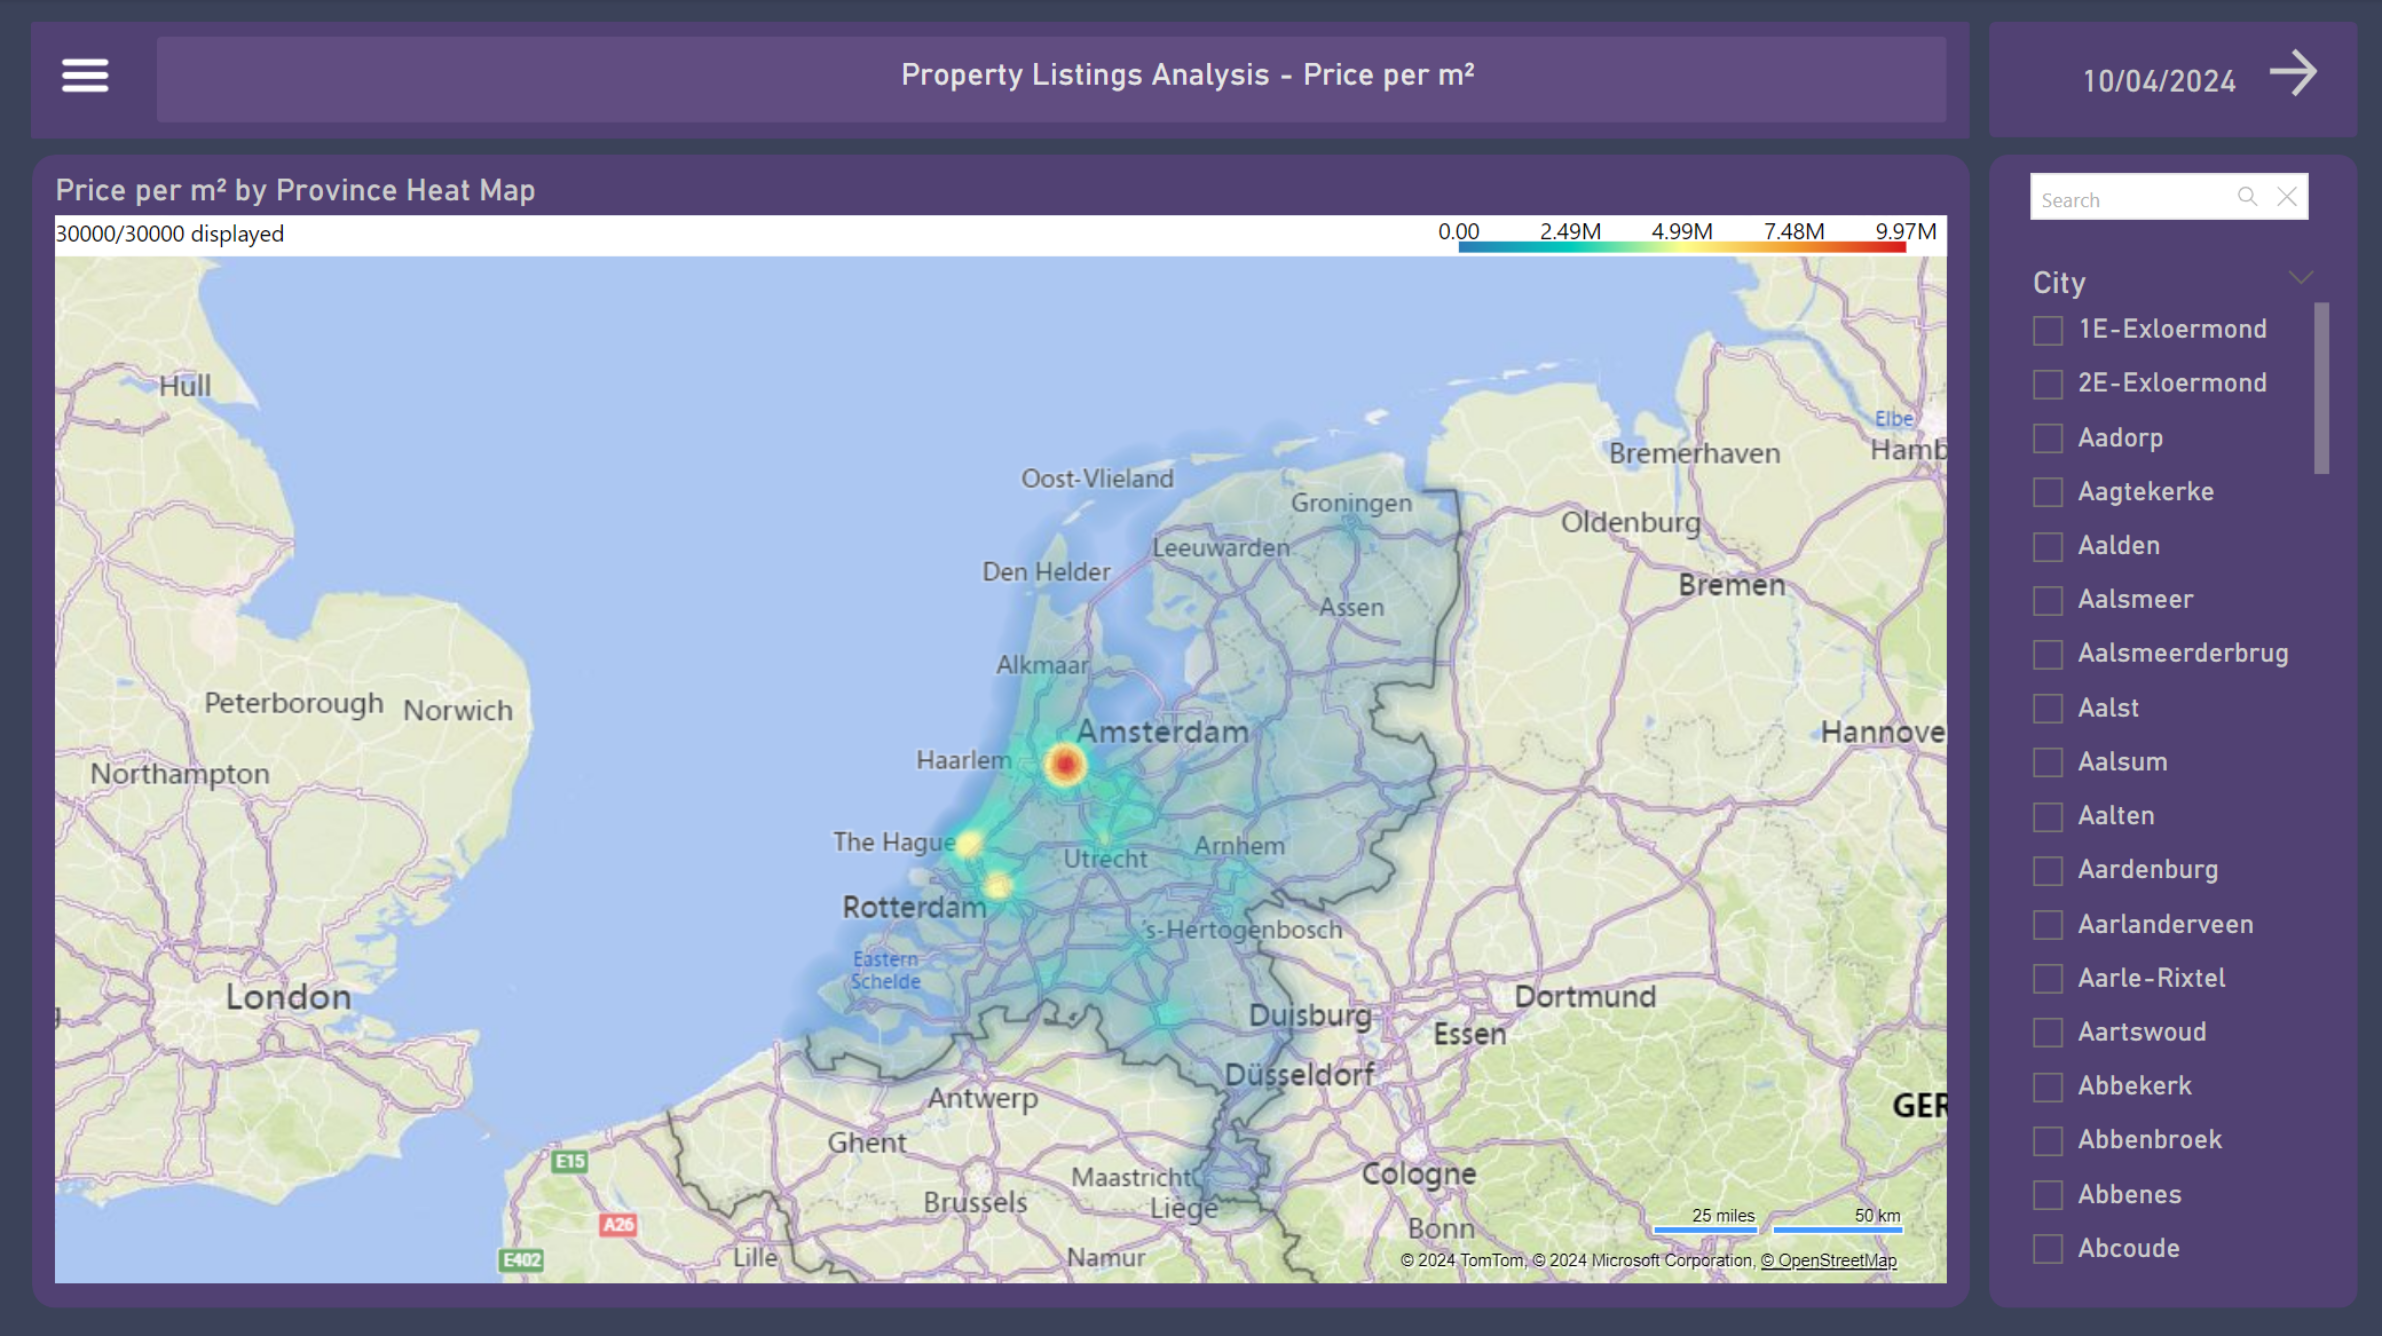 Property Listings Analysis - Price per m²
10/04/2024
Price per m² by Province Heat Map
30000/30000 displayed
0.00 2.49M 4.99M 7.48M 9.97M
Hull
Elbe
Bremerhaven
Hamb
Oost-Vlieland
Groningen
Oldenburg
Leeuwarden
Den Helder
Bremen
Assen
Alkmaar
Peterborough
Norwich
Amsterdam
Hannove
Haarlem
Northampton
The Hague
Utrecht
Arnhem
Rotterdam
's-Hertogenbosch
Eastern
Schelde
London
Duisburg
Dortmund
Essen
Düsseldorf
Antwerp
GER
Ghent
E15
Maastricht
Cologne
Brussels
Liège
A26
Bonn
25 miles
50 km
E402
Lille
Namur
© 2024 TomTom, © 2024 Microsoft Corporation, © OpenStreetMap
Search
City
1E-Exloermond
2E-Exloermond
Aadorp
Aagtekerke
Aalden
Aalsmeer
Aalsmeerderbrug
Aalst
Aalsum
Aalten
Aardenburg
Aarlanderveen
Aarle-Rixtel
Aartswoud
Abbekerk
Abbenbroek
Abbenes
Abcoude